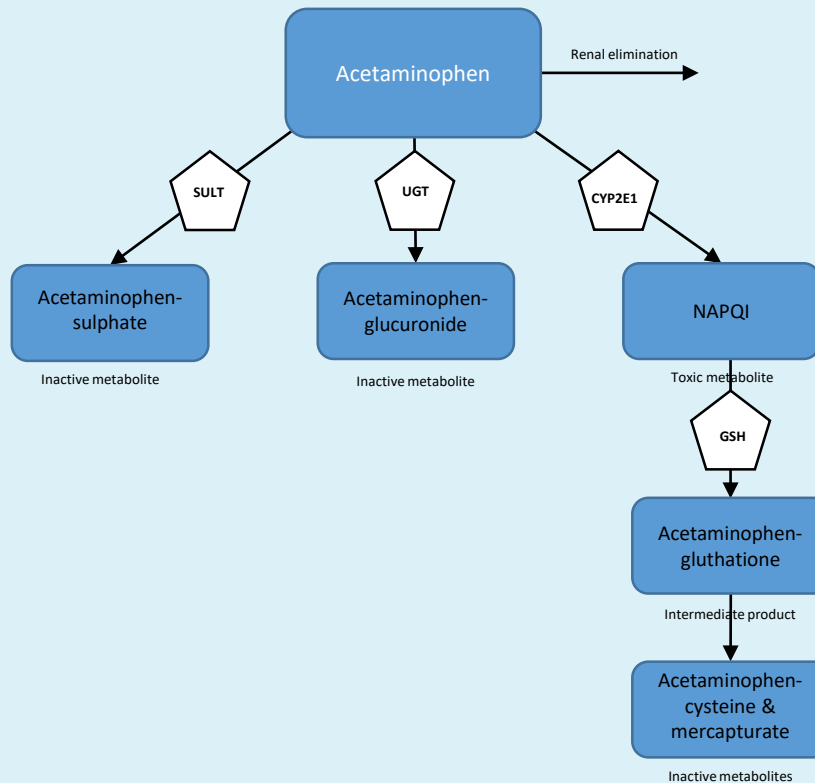 Acetaminophen
Renal elimination
SULT
UGT
CYP2E1
Acetaminophen-
sulphate
Acetaminophen-
glucuronide
NAPQI
Inactive metabolite
Inactive metabolite
Toxic metabolite
GSH
Acetaminophen-
gluthatione
Intermediate product
Acetaminophen-
cysteine &
mercapturate
Inactive metabolites